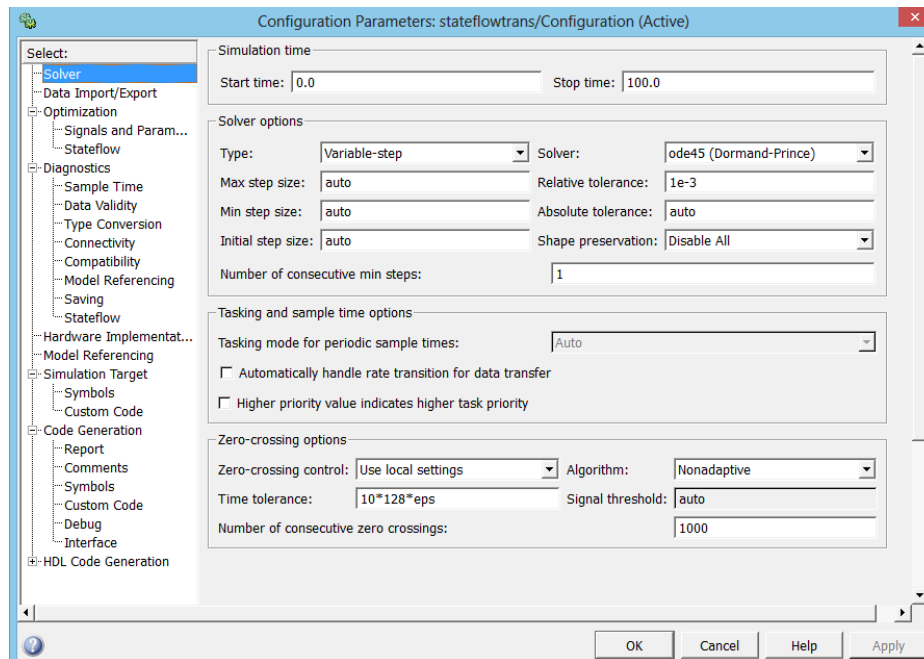 Configuration Parameters: stateflowtrans/Configuration (Active)
Select:
Solver
Data Import/Export
Optimization
Signals and Param...
Stateflow
Diagnostics
Sample Time
Data Validity
Type Conversion
Connectivity
Compatibility
Model Referencing
Saving
Stateflow
Hardware Implementat...
Model Referencing
Simulation Target
Symbols
Custom Code
Code Generation
Report
Comments
Symbols
Custom Code
Debug
Interface
HDL Code Generation
Simulation time
Start time: 0.0 Stop time: 100.0
Solver options
Type: Variable-step Solver: ode45 (Dormand-Prince)
Max step size: auto Relative tolerance: 1e-3
Min step size: auto Absolute tolerance: auto
Initial step size: auto Shape preservation: Disable All
Number of consecutive min steps: 1
Tasking and sample time options
Tasking mode for periodic sample times: Auto
Automatically handle rate transition for data transfer
Higher priority value indicates higher task priority
Zero-crossing options
Zero-crossing control: Use local settings Algorithm: Nonadaptive
Time tolerance: 10*128*eps Signal threshold: auto
Number of consecutive zero crossings: 1000
OK Cancel Help Apply